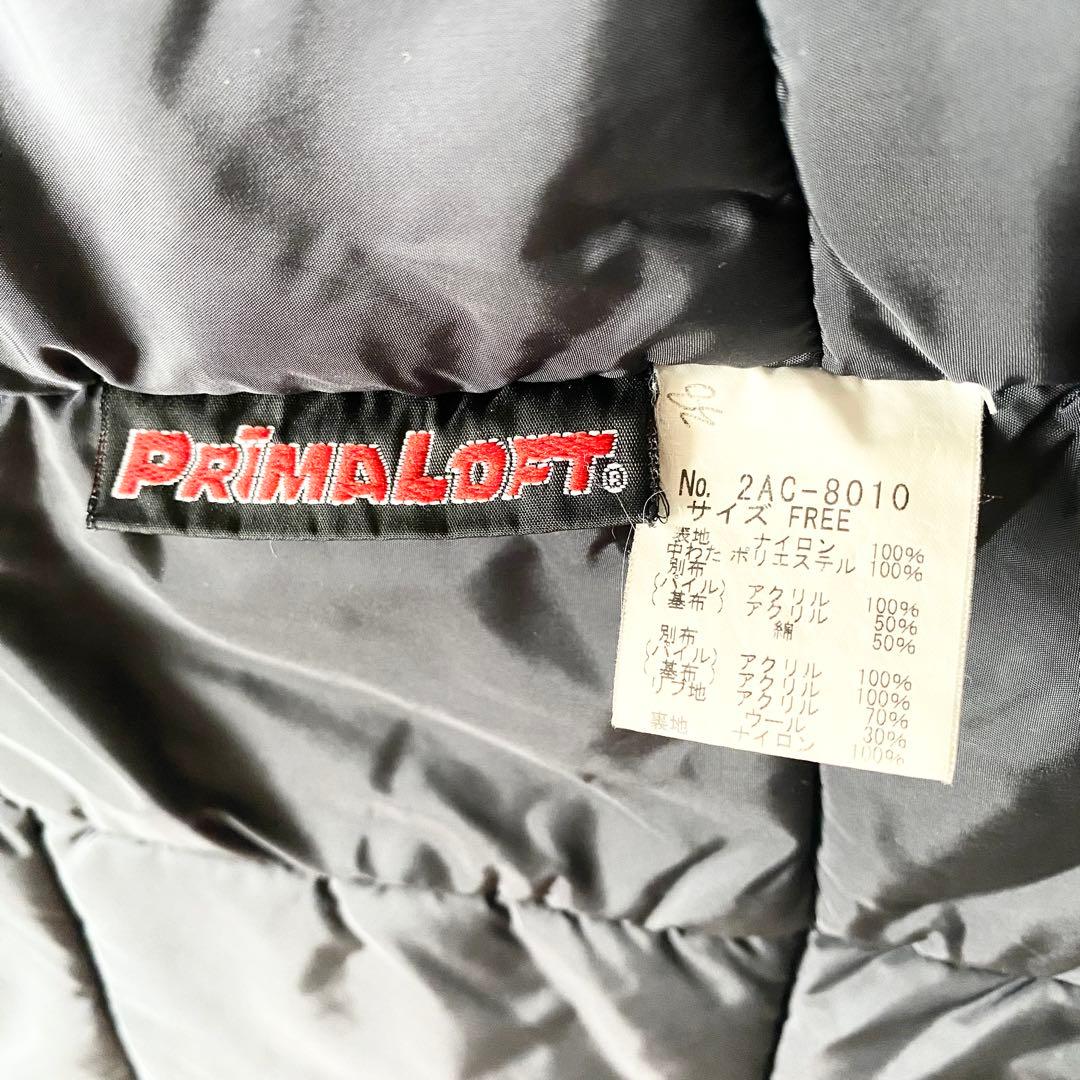 PRIMALOFT®
No. 2AC-8010
サイズ FREE
表地 ナイロン 100%
中わた ポリエステル 100%
別布
(パイル) アクリル 100%
(基布) アクリル 50%
綿 50%
別布
(パイル) アクリル 100%
(基布) アクリル 100%
リブ地 アクリル 70%
ウール 30%
裏地 ナイロン 100%